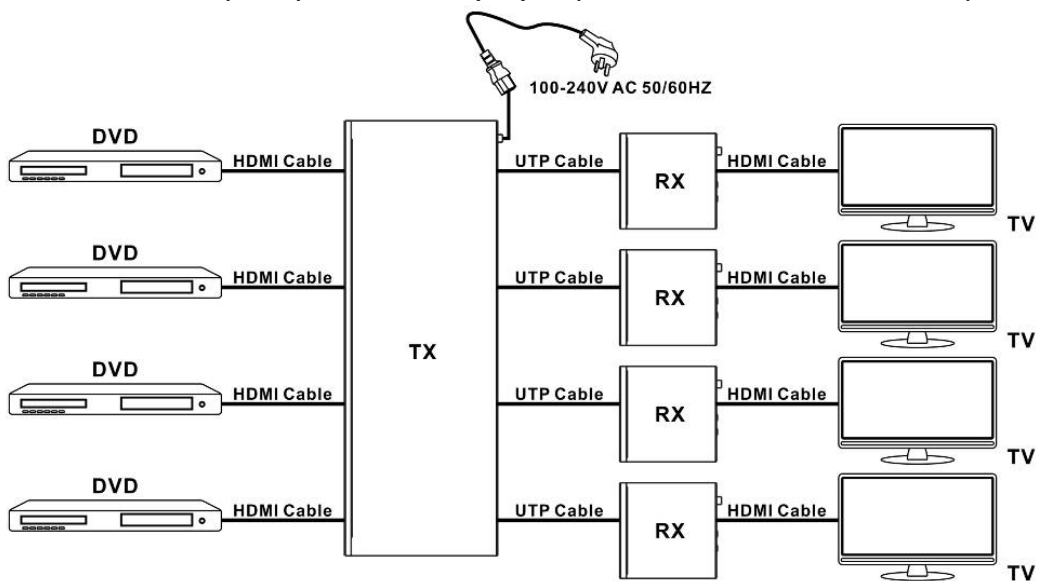 100-240V AC 50/60HZ
DVD
HDMI Cable
UTP Cable
RX
HDMI Cable
TV
DVD
HDMI Cable
UTP Cable
RX
HDMI Cable
TV
TX
DVD
HDMI Cable
UTP Cable
RX
HDMI Cable
TV
DVD
HDMI Cable
UTP Cable
RX
HDMI Cable
TV